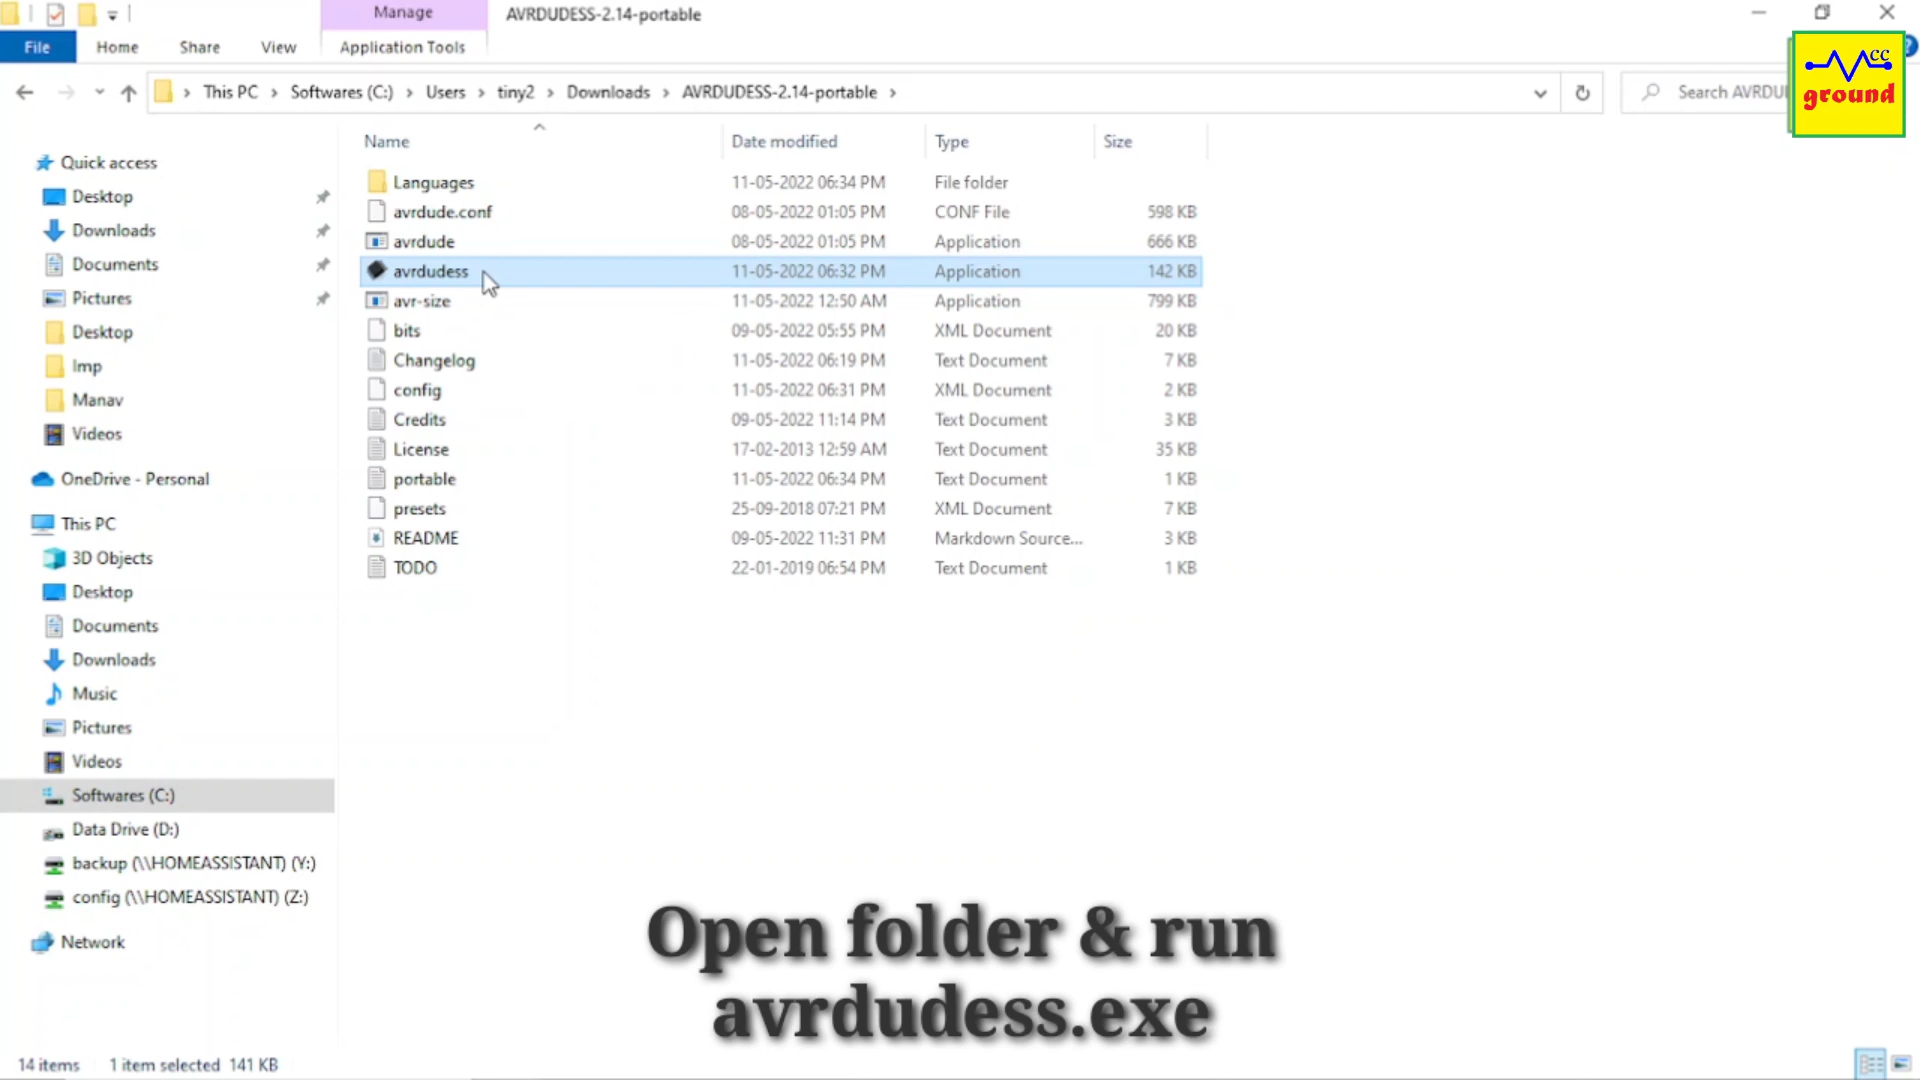 Manage
AVRDUDESS-2.14-portable
File
Home
Share
View
Application Tools
This PC > Softwares (C:) > Users > tiny2 > Downloads > AVRDUDESS-2.14-portable >
Search AVRDU
cc
ground
Name
Date modified
Type
Size
Languages 11-05-2022 06:34 PM File folder
avrdude.conf 08-05-2022 01:05 PM CONF File 598 KB
avrdude 08-05-2022 01:05 PM Application 666 KB
avrdudess 11-05-2022 06:32 PM Application 142 KB
avr-size 11-05-2022 12:50 AM Application 799 KB
bits 09-05-2022 05:55 PM XML Document 20 KB
Changelog 11-05-2022 06:19 PM Text Document 7 KB
config 11-05-2022 06:31 PM XML Document 2 KB
Credits 09-05-2022 11:14 PM Text Document 3 KB
License 17-02-2013 12:59 AM Text Document 35 KB
portable 11-05-2022 06:34 PM Text Document 1 KB
presets 25-09-2018 07:21 PM XML Document 7 KB
README 09-05-2022 11:31 PM Markdown Source... 3 KB
TODO 22-01-2019 06:54 PM Text Document 1 KB
Quick access
Desktop
Downloads
Documents
Pictures
Desktop
Imp
Manav
Videos
OneDrive - Personal
This PC
3D Objects
Desktop
Documents
Downloads
Music
Pictures
Videos
Softwares (C:)
Data Drive (D:)
backup (\\HOMEASSISTANT) (Y:)
config (\\HOMEASSISTANT) (Z:)
Network
Open folder & run
avrdudess.exe
14 items 1 item selected 141 KB